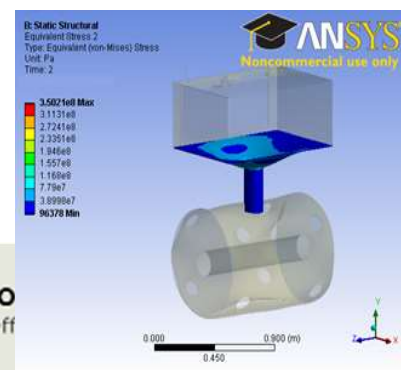 B: Static Structural
Equivalent Stress 2
Type: Equivalent (von-Mises) Stress
Unit: Pa
Time: 2
ANSYS
Noncommercial use only
3.5021e8 Max
3.1131e8
2.7241e8
2.3351e8
1.946e8
1.557e8
1.168e8
7.79e7
3.8998e7
96378 Min
0.000
0.900 (m)
0.450
Y
Z
X